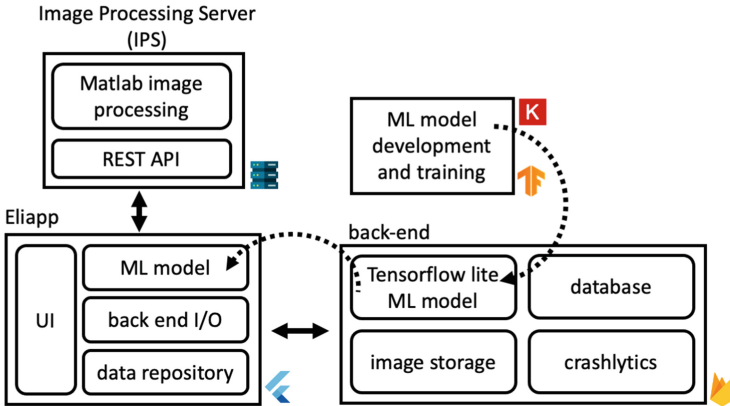 Image Processing Server
(IPS)
Matlab image
processing
REST API
K
ML model
development
and training
Eliapp
UI
ML model
back end I/O
data repository
back-end
Tensorflow lite
ML model
database
image storage
crashlytics